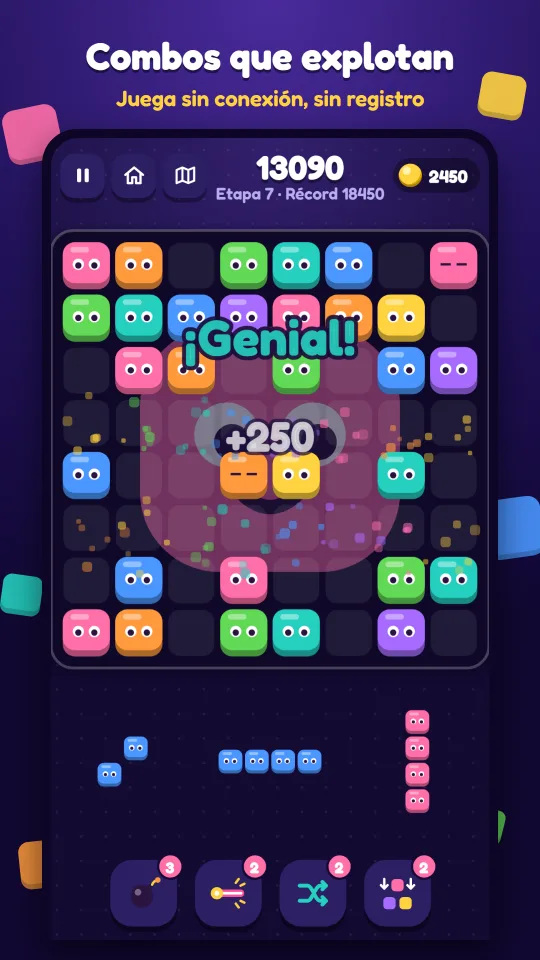 Combos que explotan
Juega sin conexión, sin registro
13090
Etapa 7 · Récord 18450
2450
¡Genial!
+250
3
2
2
2